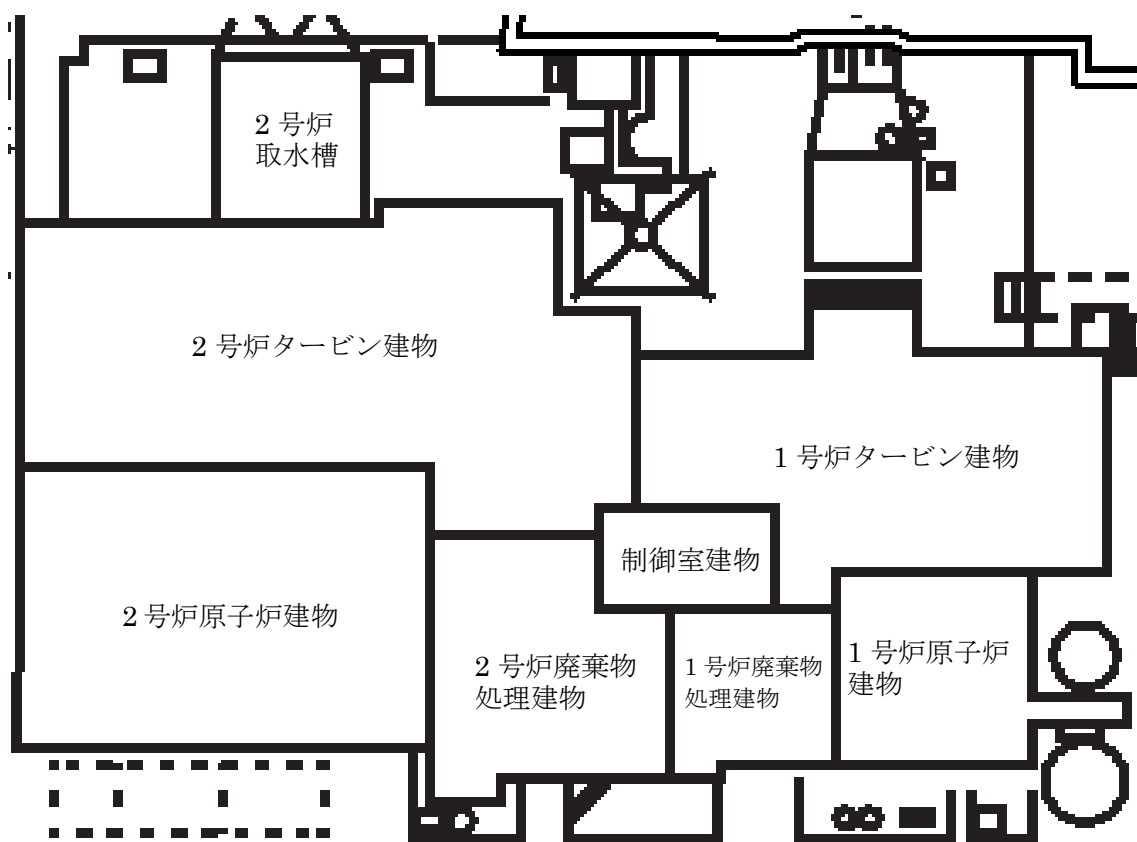 2 号炉
取水槽
2 号炉タービン建物
1 号炉タービン建物
制御室建物
2 号炉原子炉建物
2 号炉廃棄物
処理建物
1 号炉廃棄物
処理建物
1 号炉原子炉
建物